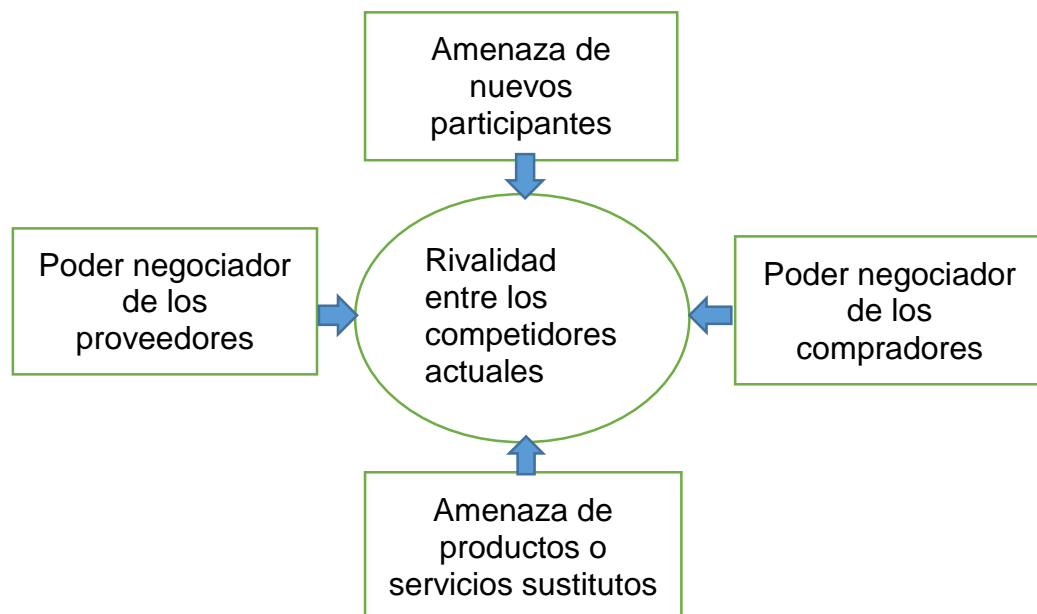 Amenaza de
nuevos
participantes
Poder negociador
de los
proveedores
Rivalidad
entre los
competidores
actuales
Poder negociador
de los
compradores
Amenaza de
productos o
servicios sustitutos